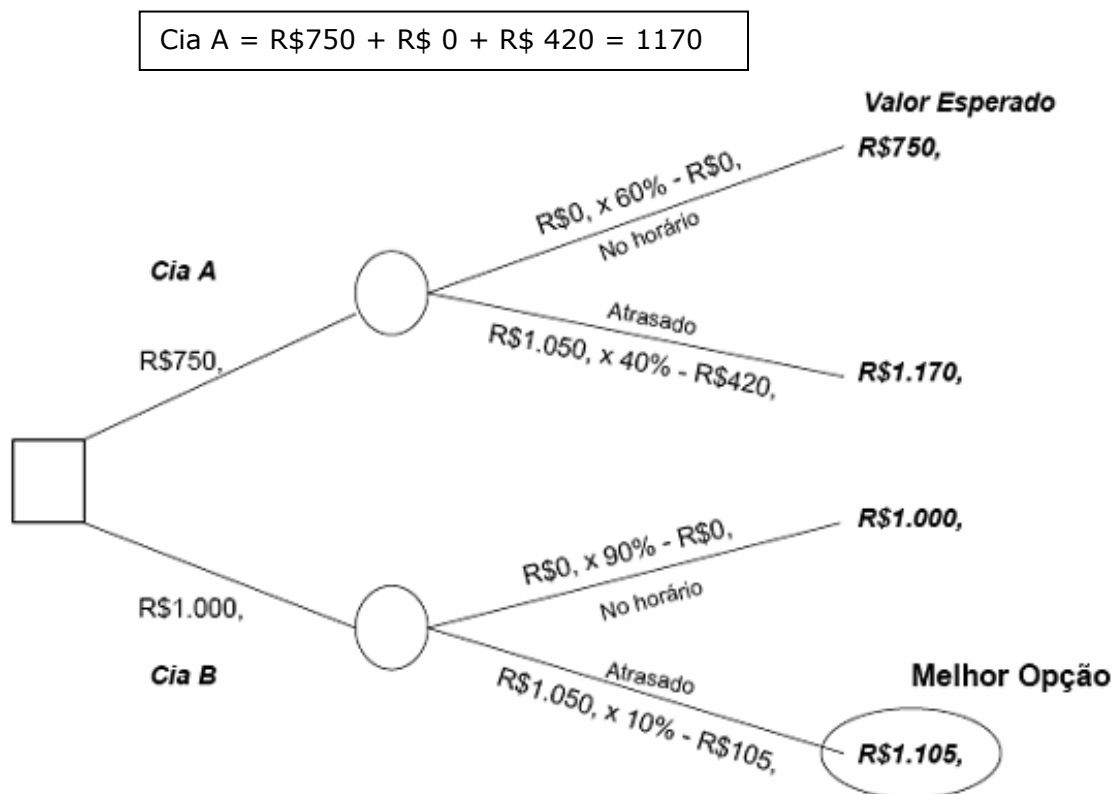 Cia A = R$750 + R$ 0 + R$ 420 = 1170
Valor Esperado
R$750,
R$0, x 60% - R$0,
No horário
Cia A
R$750,
Atrasado
R$1.050, x 40% - R$420,
R$1.170,
R$1.000,
R$0, x 90% - R$0,
No horário
R$1.000,
Cia B
Atrasado
R$1.050, x 10% - R$105,
Melhor Opção
R$1.105,